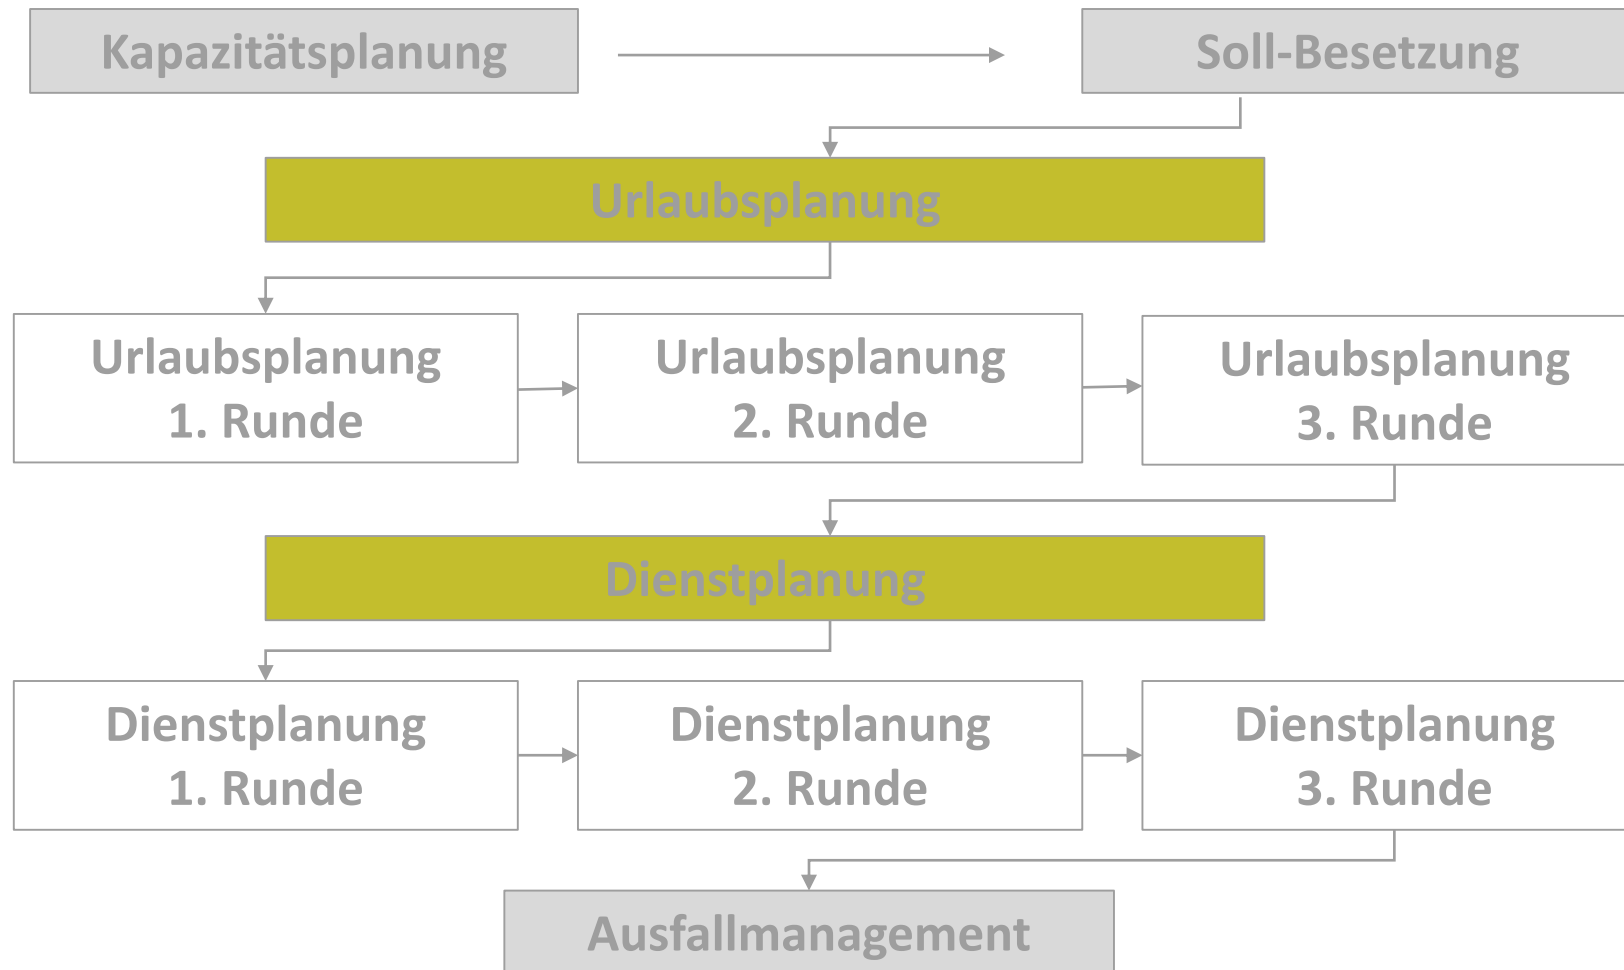 Kapazitätsplanung
Soll-Besetzung
Urlaubsplanung
Urlaubsplanung
1. Runde
Urlaubsplanung
2. Runde
Urlaubsplanung
3. Runde
Dienstplanung
Dienstplanung
1. Runde
Dienstplanung
2. Runde
Dienstplanung
3. Runde
Ausfallmanagement